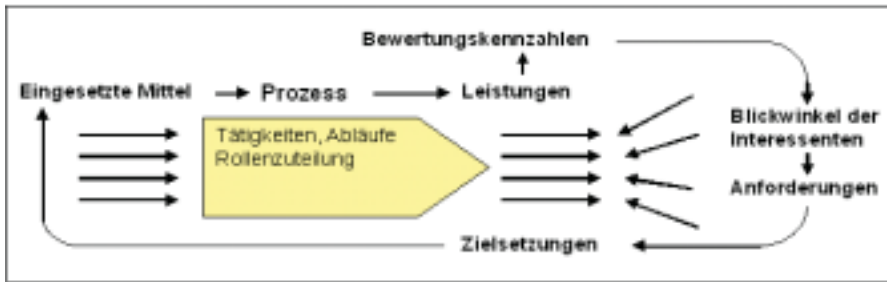 Bewertungskennzahlen
Eingesetzte Mittel
Prozess
Leistungen
Tätigkeiten, Abläufe
Rollenzuteilung
Blickwinkel der
Interessenten
Anforderungen
Zielsetzungen